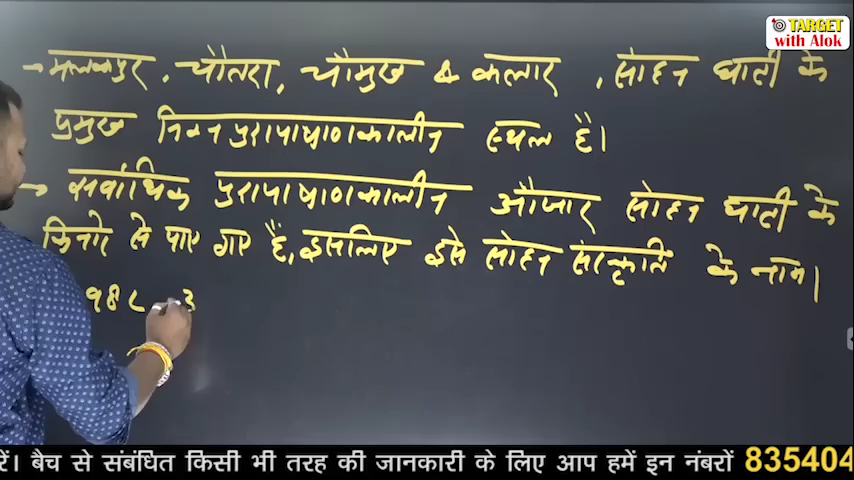 TARGET
with Alok
→ मलकपुर, चौतरा, चौमुख & कलार, सोहन घाटी के
प्रमुख निम्न पुरापाषाणकालीन स्थल है।
→ सर्वाधिक पुरापाषाणकालीन औजार सोहन घाटी के
किनारे से पाए गए हैं, इसलिए इसे सोहन संस्कृति के नाम।
रें। बैच से संबंधित किसी भी तरह की जानकारी के लिए आप हमें इन नंबरों 835404